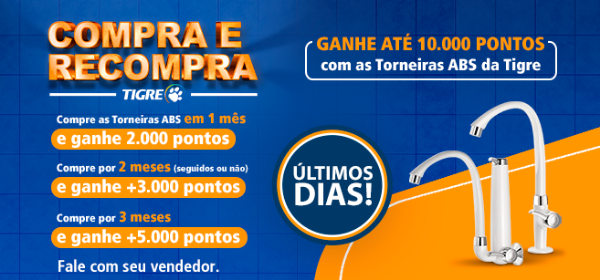 COMPRA E
RECOMPRA
TIGRE
Compre as Torneiras ABS em 1 mês
e ganhe 2.000 pontos
Compre por 2 meses (seguidos ou não)
e ganhe +3.000 pontos
Compre por 3 meses
e ganhe +5.000 pontos
Fale com seu vendedor.
ÚLTIMOS
DIAS!
GANHE ATÉ 10.000 PONTOS
com as Torneiras ABS da Tigre